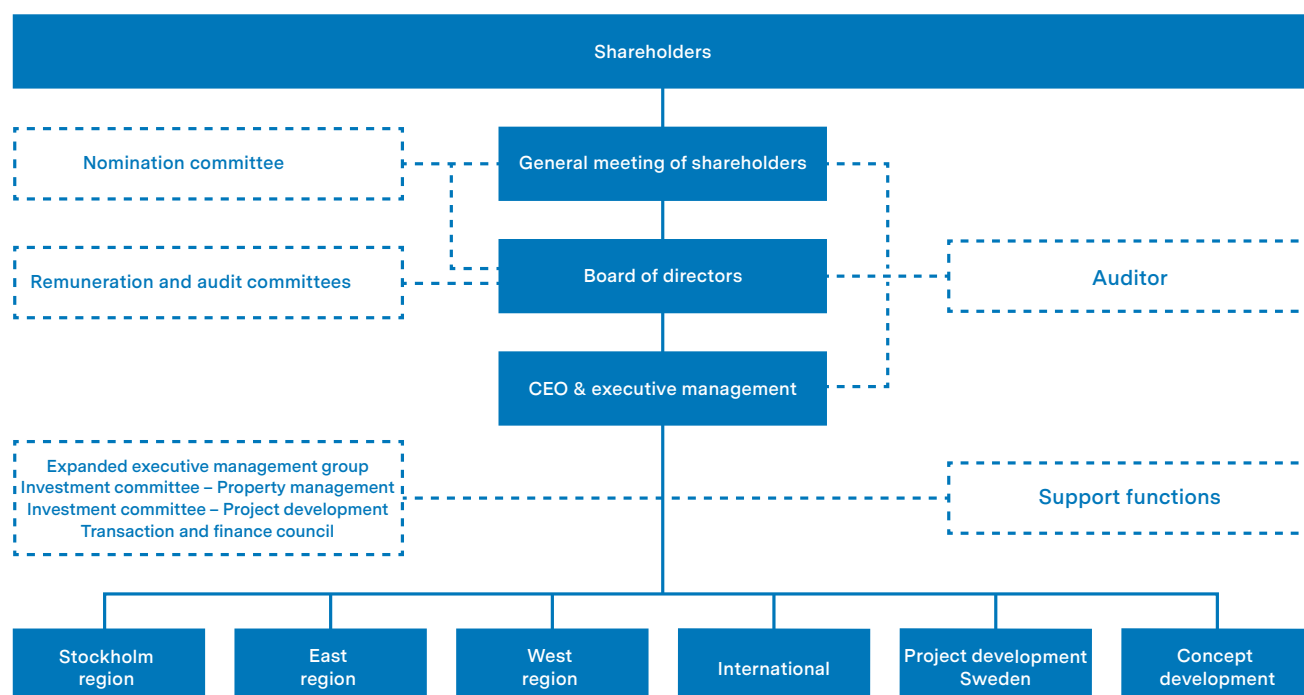 Shareholders
Nomination committee
General meeting of shareholders
Remuneration and audit committees
Board of directors
Auditor
CEO & executive management
Expanded executive management group
Investment committee – Property management
Investment committee – Project development
Transaction and finance council
Support functions
Stockholm
region
East
region
West
region
International
Project development
Sweden
Concept
development